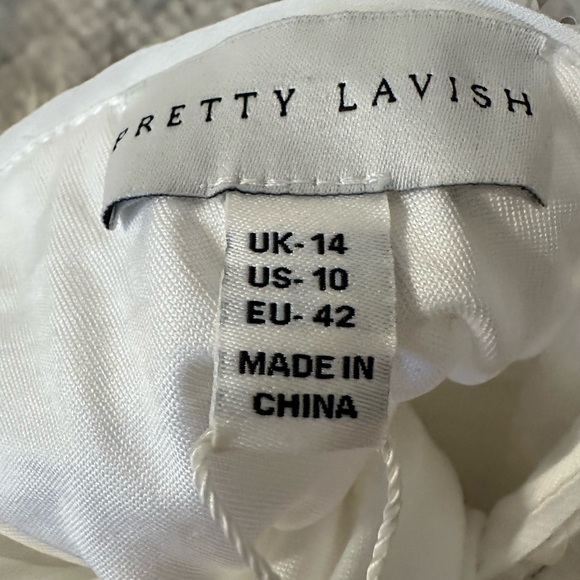 PRETTY LAVISH
UK- 14
US- 10
EU- 42
MADE IN
CHINA